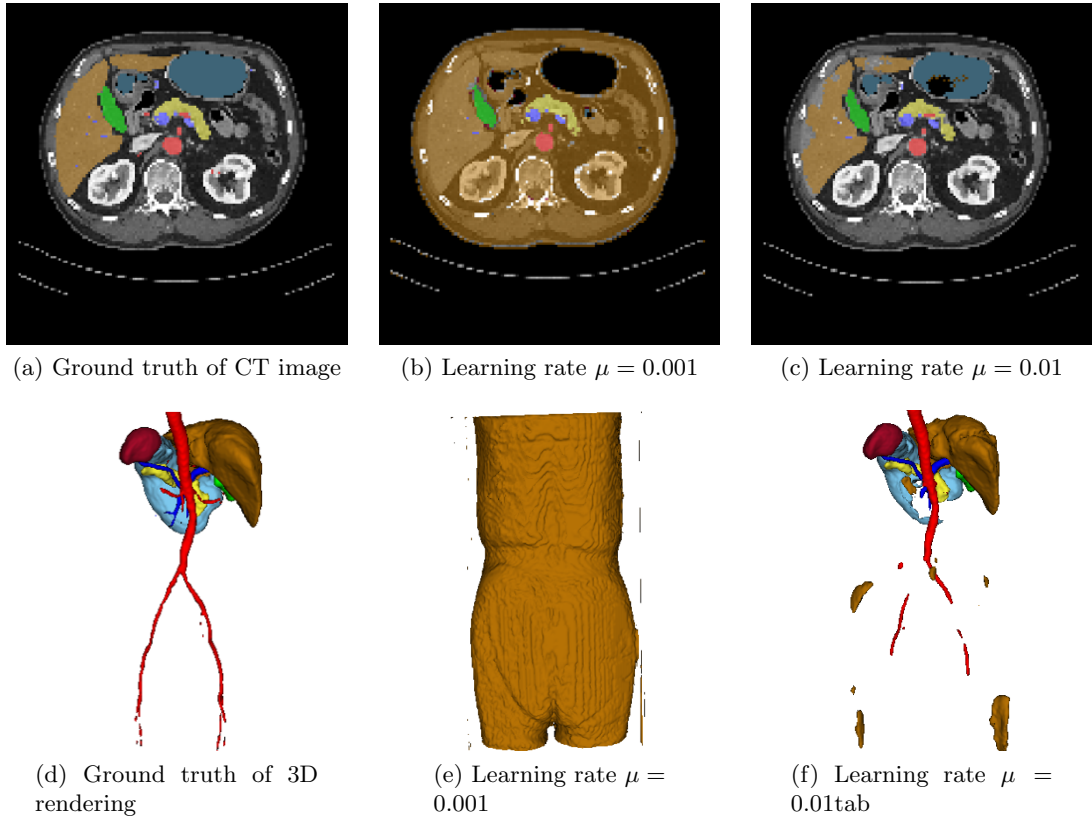 (a) Ground truth of CT image
(b) Learning rate μ = 0.001
(c) Learning rate μ = 0.01
(d) Ground truth of 3D
rendering
(e) Learning rate μ =
0.001
(f) Learning rate μ =
0.01tab